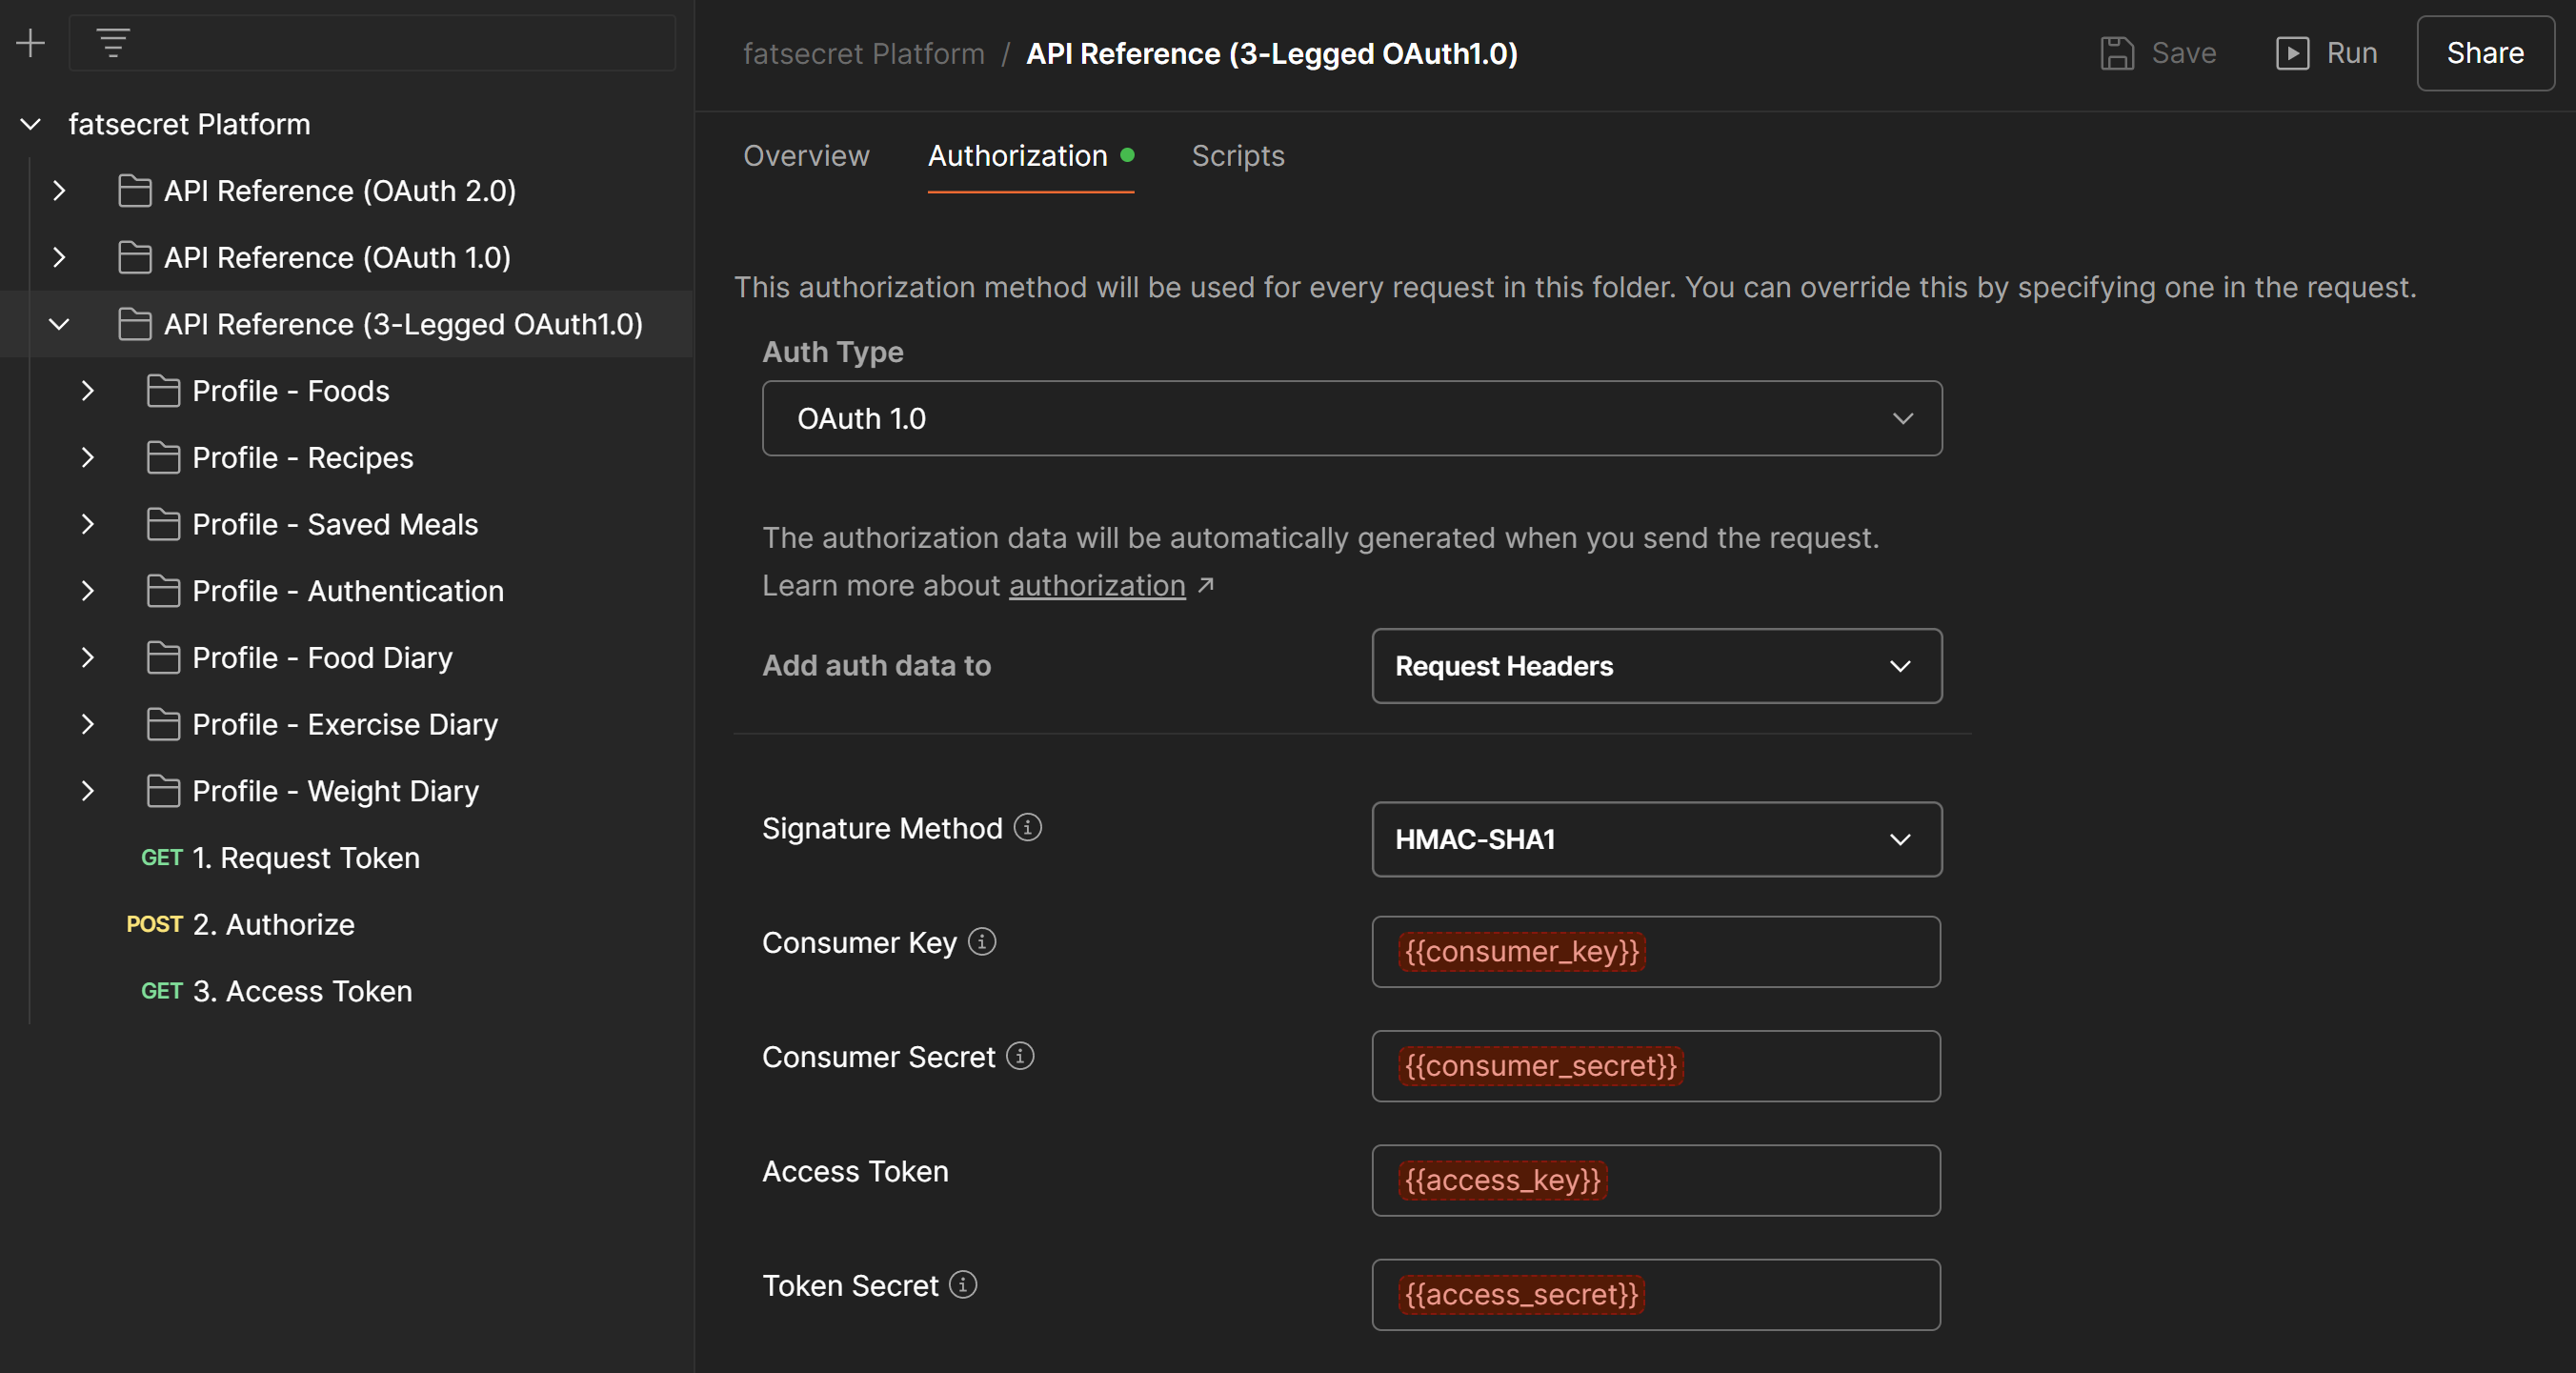 fatsecret Platform
API Reference (OAuth 2.0)
API Reference (OAuth 1.0)
API Reference (3-Legged OAuth1.0)
Profile - Foods
Profile - Recipes
Profile - Saved Meals
Profile - Authentication
Profile - Food Diary
Profile - Exercise Diary
Profile - Weight Diary
GET 1. Request Token
POST 2. Authorize
GET 3. Access Token
fatsecret Platform / API Reference (3-Legged OAuth1.0)
Save
Run
Share
Overview
Authorization
Scripts
This authorization method will be used for every request in this folder. You can override this by specifying one in the request.
Auth Type
OAuth 1.0
The authorization data will be automatically generated when you send the request.
Learn more about authorization ↗
Add auth data to
Request Headers
Signature Method
HMAC-SHA1
Consumer Key
{{consumer_key}}
Consumer Secret
{{consumer_secret}}
Access Token
{{access_key}}
Token Secret
{{access_secret}}